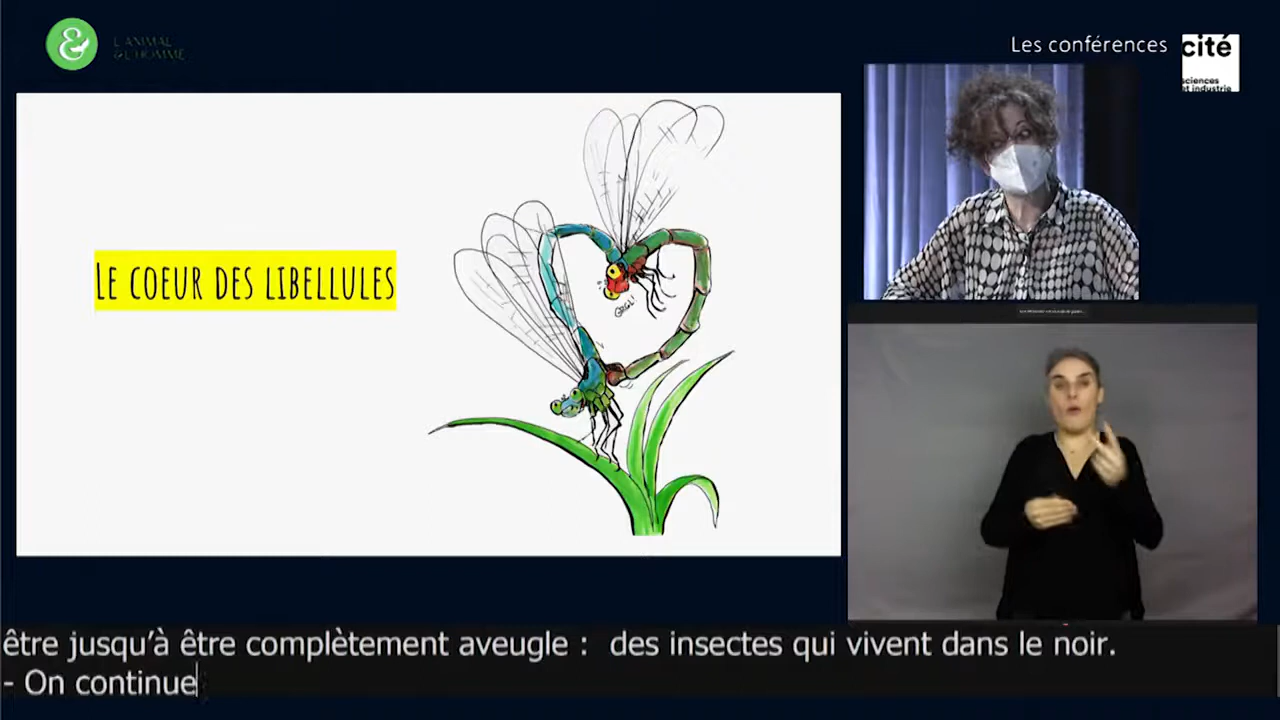 L'ANIMAL
&L'HOMME
Les conférences
cité
sciences
et industrie
LE COEUR DES LIBELLULES
être jusqu'à être complètement aveugle :  des insectes qui vivent dans le noir.
- On continue